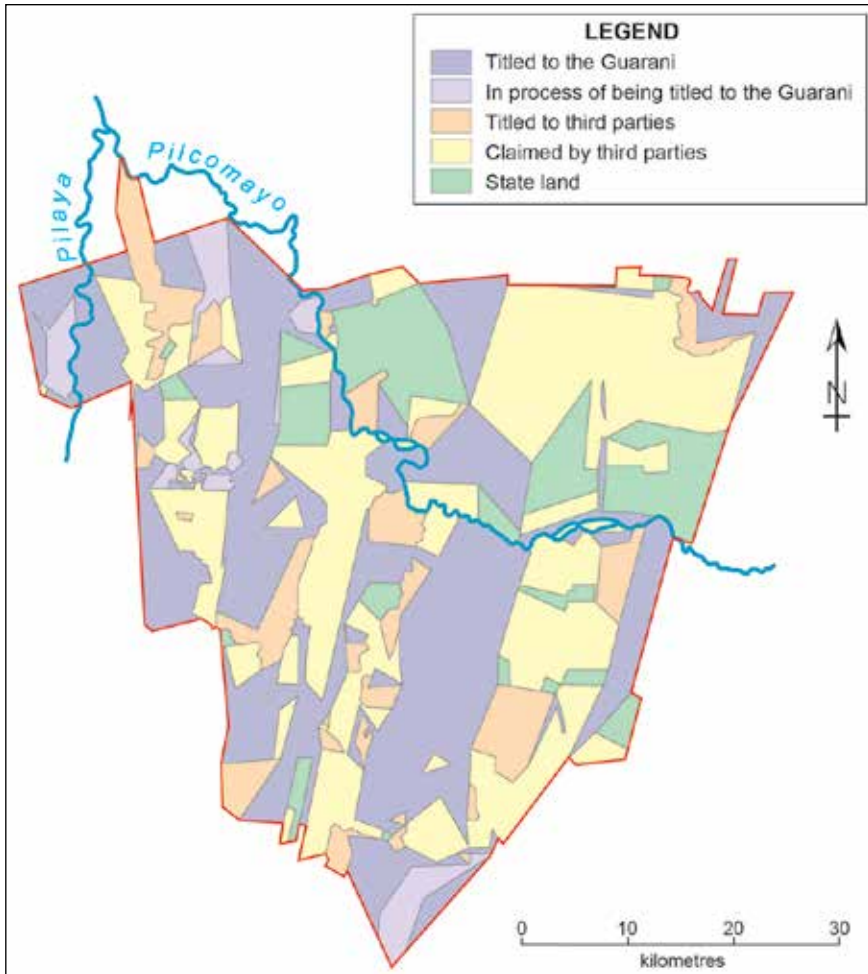 LEGEND
Titled to the Guarani
In process of being titled to the Guarani
Titled to third parties
Claimed by third parties
State land
Pilcomayo
Pilaya
N
0 10 20 30
kilometres